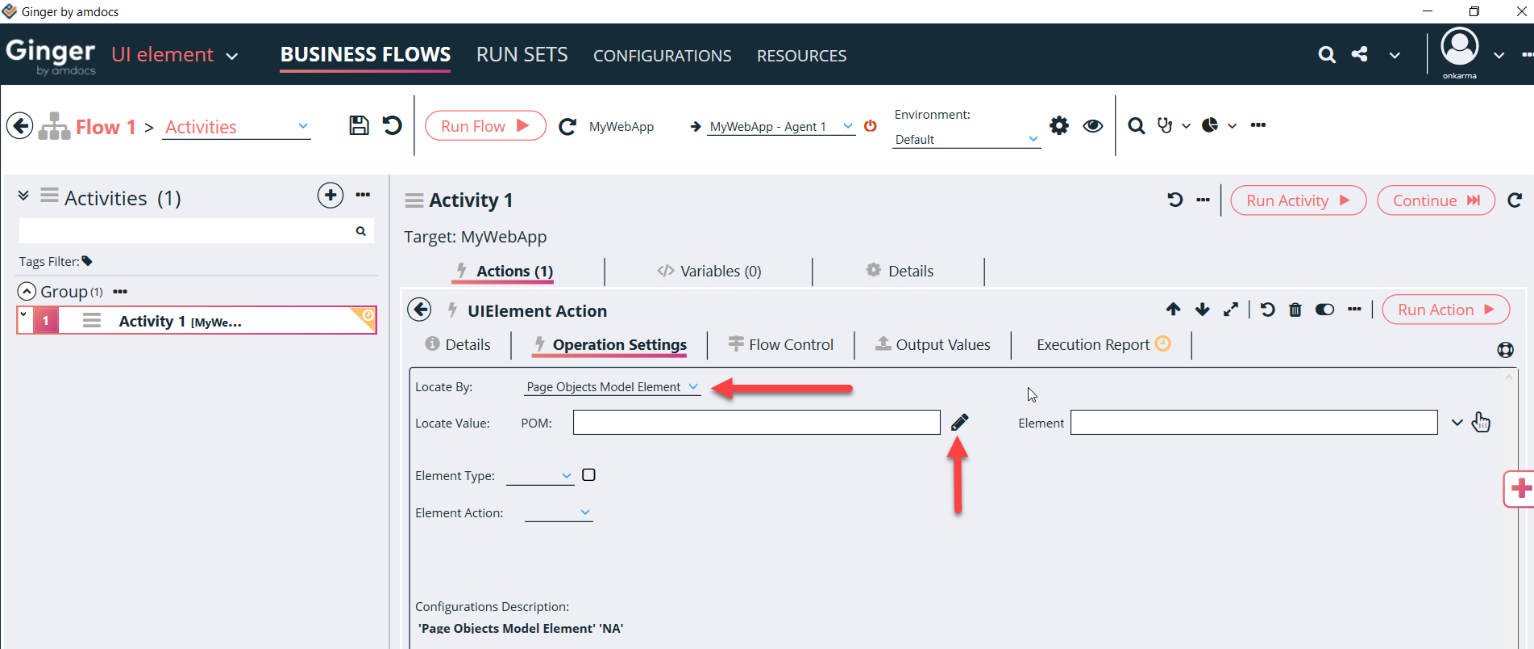 Ginger by amdocs
Ginger by amdocs UI element BUSINESS FLOWS RUN SETS CONFIGURATIONS RESOURCES onkarma
Flow 1 > Activities Run Flow MyWebApp MyWebApp - Agent 1 Environment: Default
Activities (1)
Tags Filter:
Group (1)
1 Activity 1 [MyWe...
Activity 1 Run Activity Continue
Target: MyWebApp
Actions (1) </> Variables (0) Details
UIElement Action Run Action
Details Operation Settings Flow Control Output Values Execution Report
Locate By: Page Objects Model Element
Locate Value: POM: Element
Element Type:
Element Action:
Configurations Description:
'Page Objects Model Element' 'NA'